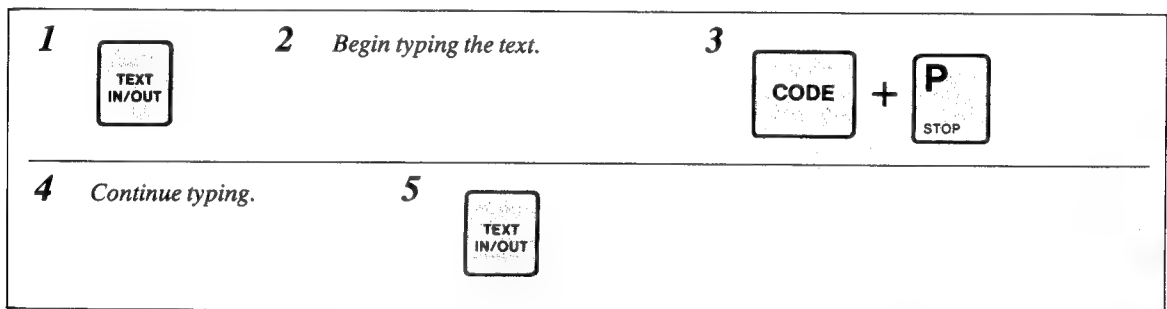 1 TEXT IN/OUT 2 Begin typing the text. 3 CODE + P STOP
4 Continue typing. 5 TEXT IN/OUT